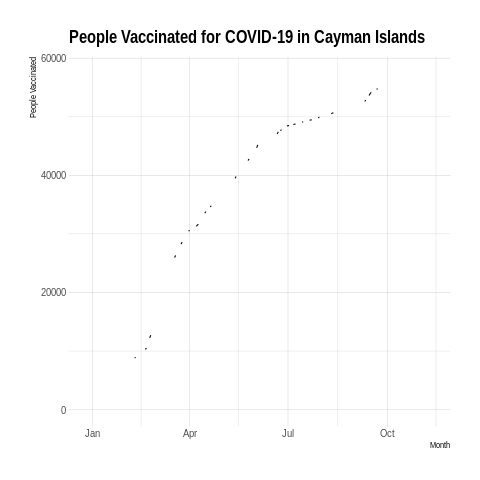 People Vaccinated for COVID-19 in Cayman Islands
People Vaccinated
60000
40000
20000
0
Jan Apr Jul Oct
Month